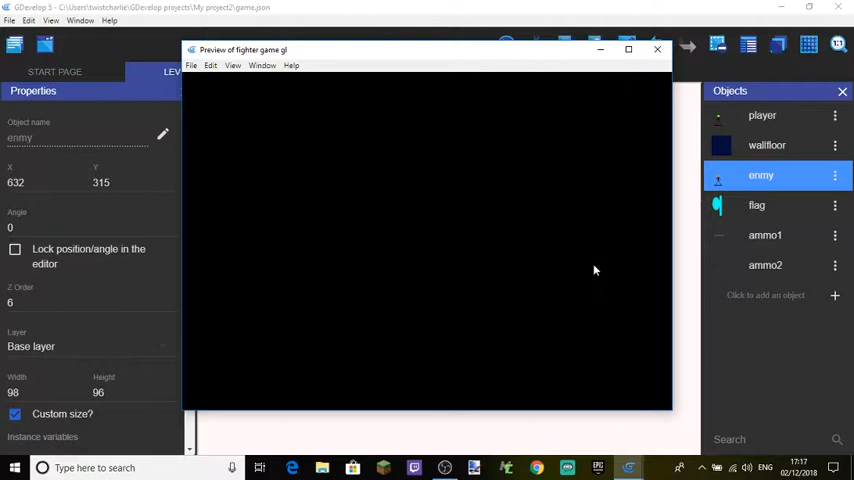 GDevelop 5 - C:\Users\twistcharlie\GDevelop projects\My project2\game.json
File Edit View Window Help
START PAGE
LEV
Properties
Object name
enmy
X Y
632 315
Angle
0
Lock position/angle in the
editor
Z Order
6
Layer
Base layer
Width Height
98 96
Custom size?
Instance variables
Preview of fighter game gl
File Edit View Window Help
1:1
Objects
player
wallfloor
enmy
flag
ammo1
ammo2
Click to add an object
Search
Type here to search
EPIC
ENG
17:17
02/12/2018